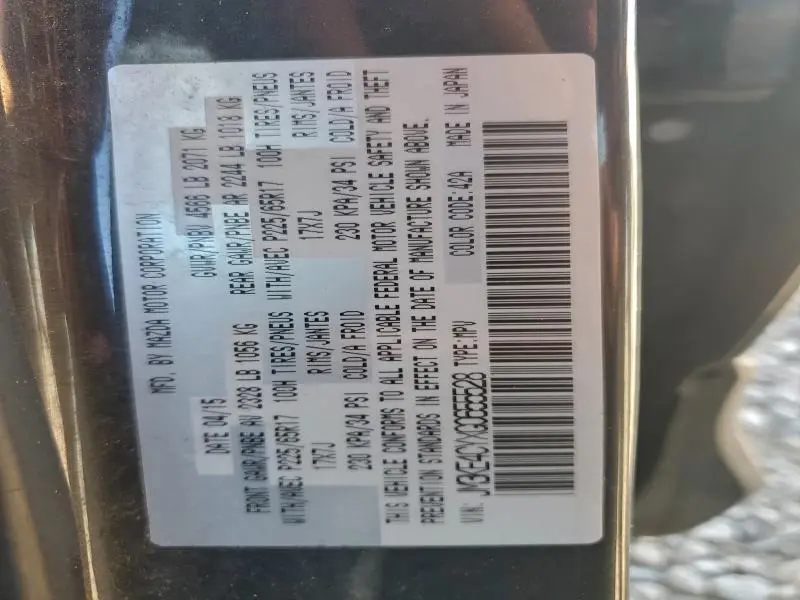 MFD. BY MAZDA MOTOR CORPORATION
DATE 04/15 GVWR/PNBV 4566 LB 2071 KG
FRONT GAWR/PNBE AV 2328 LB 1056 KG REAR GAWR/PNBE AR 2244 LB 1018 KG
WITH/AVEC P225/65R17 100H TIRES/PNEUS WITH/AVEC P225/65R17 100H TIRES/PNEUS
17X7J RIMS/JANTES 17X7J RIMS/JANTES
230 KPA/34 PSI COLD/A FROID 230 KPA/34 PSI COLD/A FROID
THIS VEHICLE CONFORMS TO ALL APPLICABLE FEDERAL MOTOR VEHICLE SAFETY AND THEFT
PREVENTION STANDARDS IN EFFECT ON THE DATE OF MANUFACTURE SHOWN ABOVE.
VIN: JM3KE4CYXG0555528 TYPE:MPV COLOR CODE:42A MADE IN JAPAN